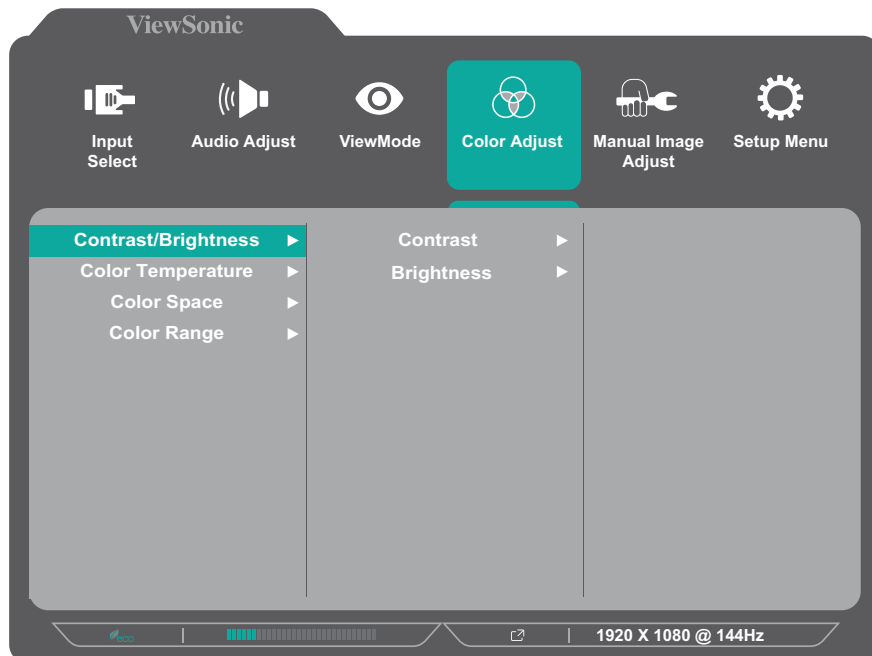 ViewSonic
Input
Select
Audio Adjust
ViewMode
Color Adjust
Manual Image
Adjust
Setup Menu
Contrast/Brightness
Color Temperature
Color Space
Color Range
Contrast
Brightness
eco
1920 X 1080 @ 144Hz